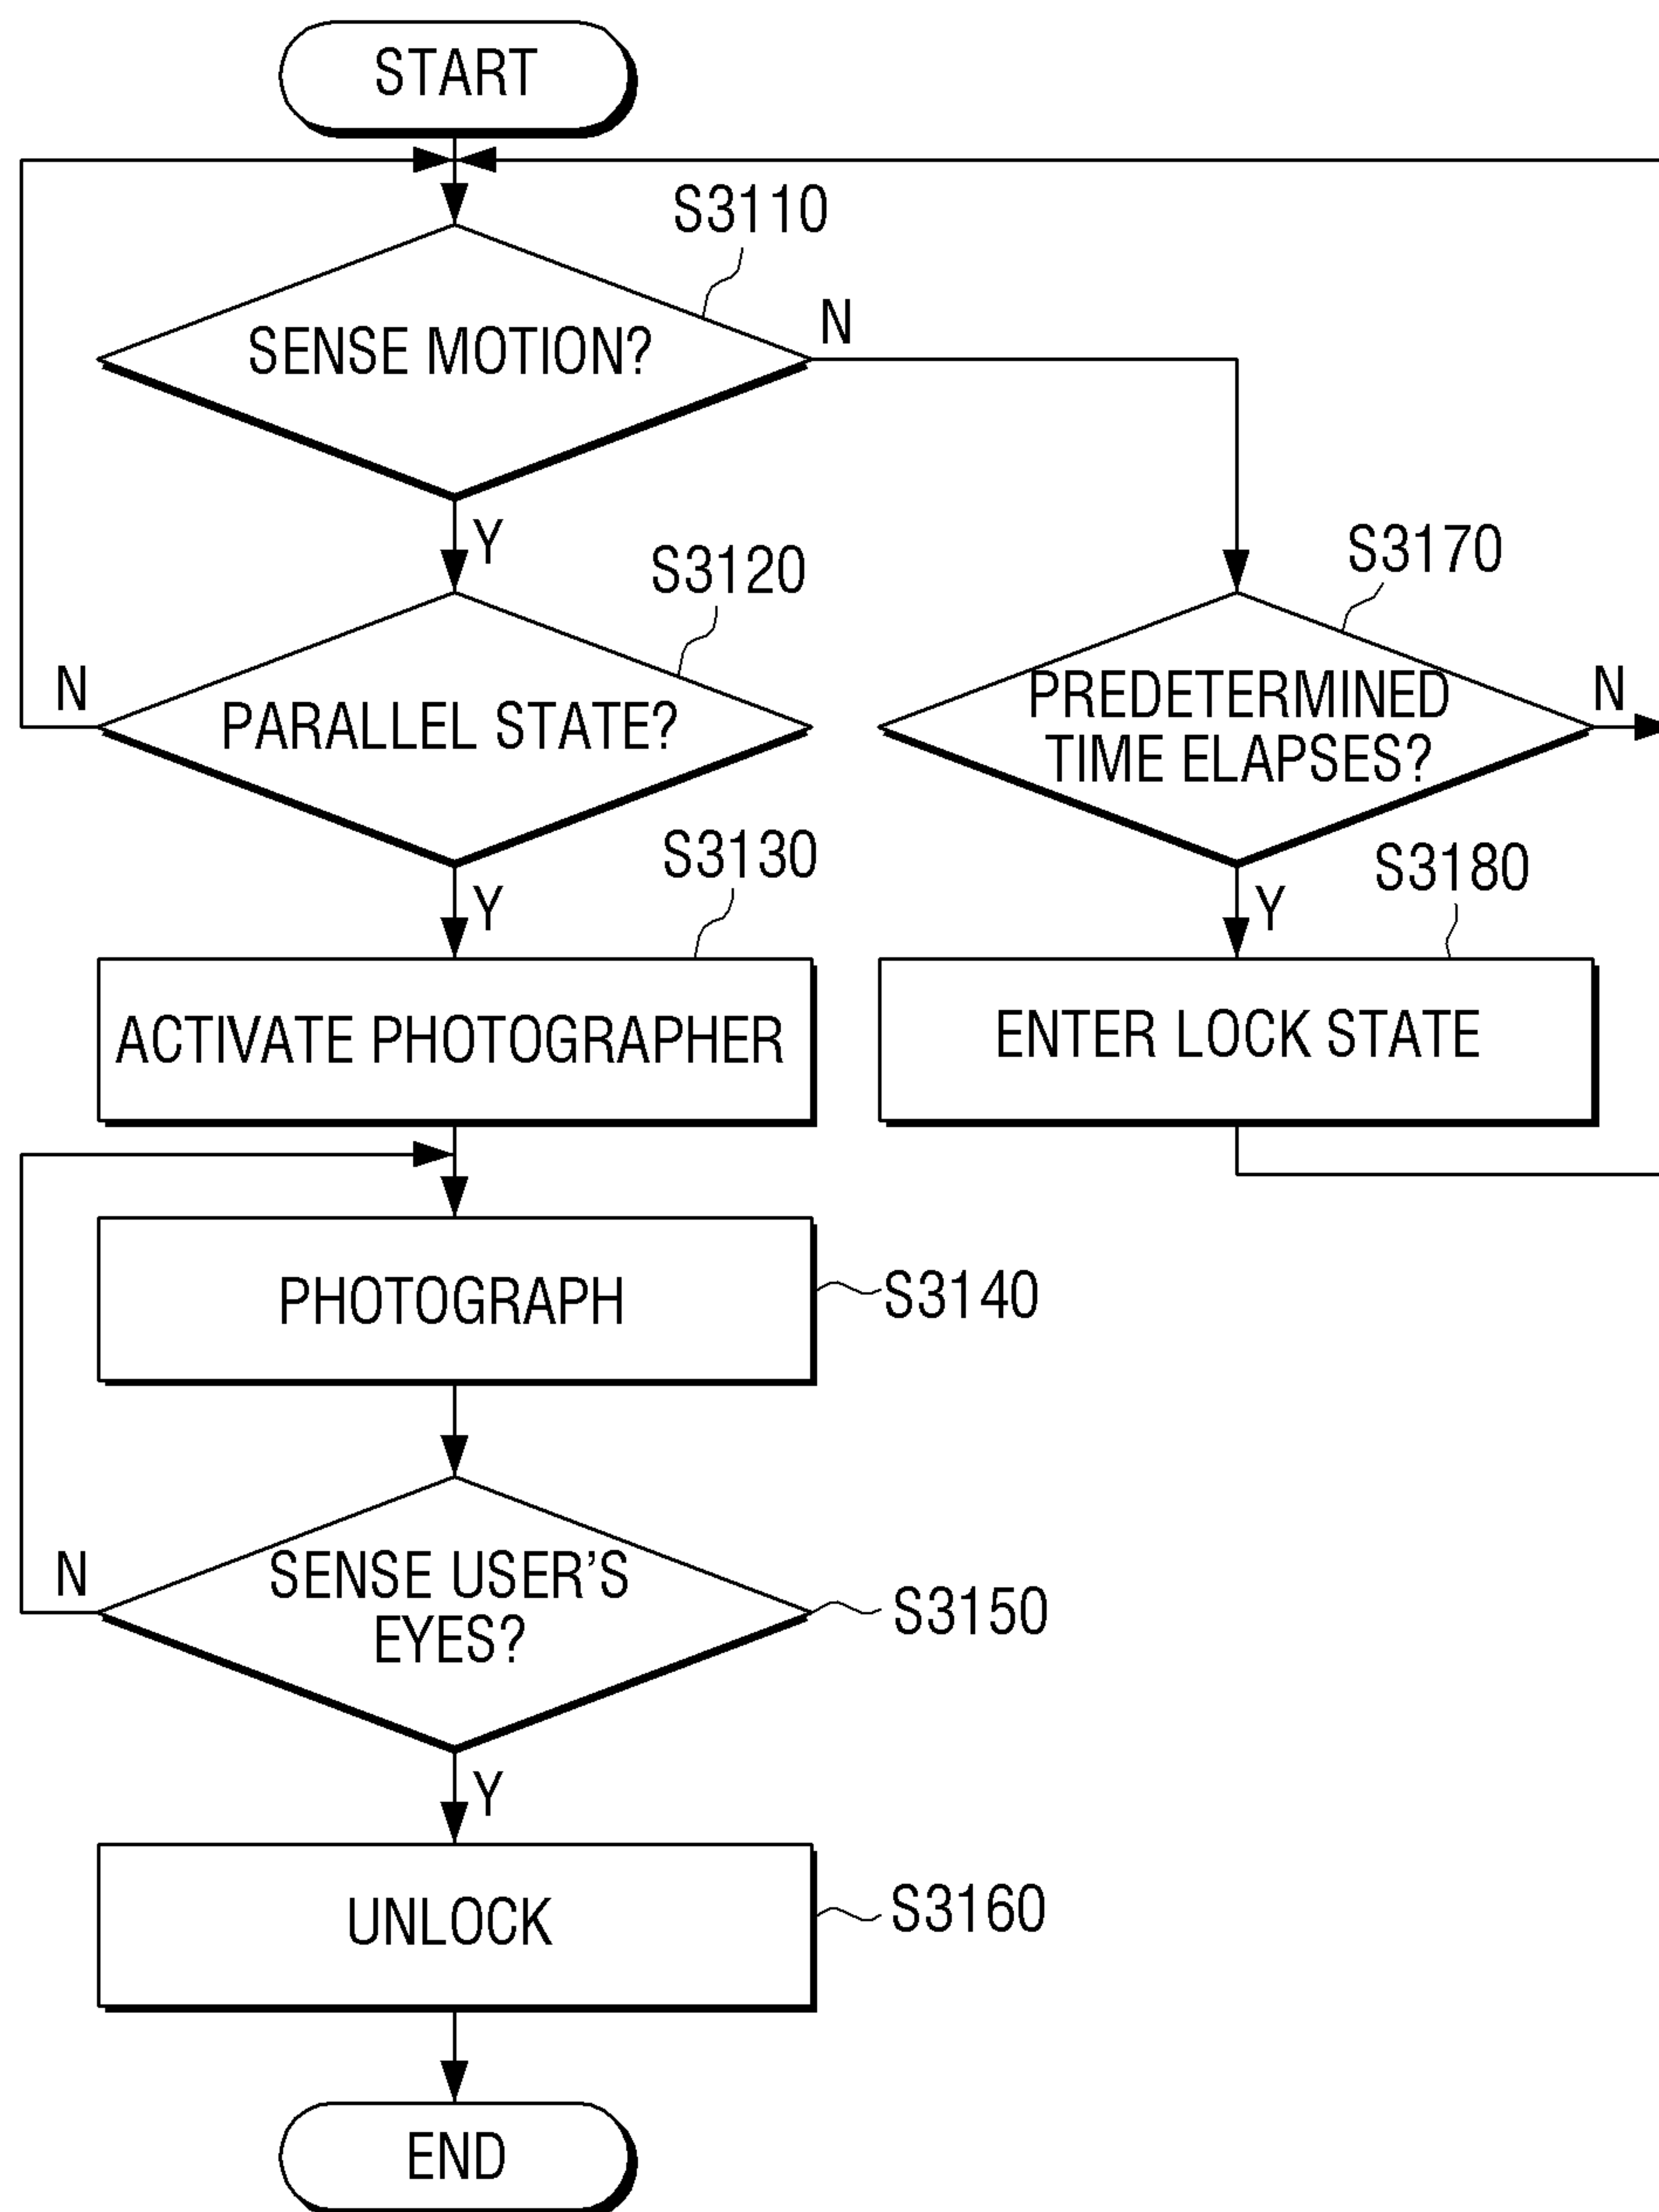 START
S3110
SENSE MOTION?
N
Y
S3120
S3170
N
PARALLEL STATE?
PREDETERMINED
TIME ELAPSES?
N
Y
S3130
Y
S3180
ACTIVATE PHOTOGRAPHER
ENTER LOCK STATE
PHOTOGRAPH
S3140
N
SENSE USER'S
EYES?
S3150
Y
UNLOCK
S3160
END